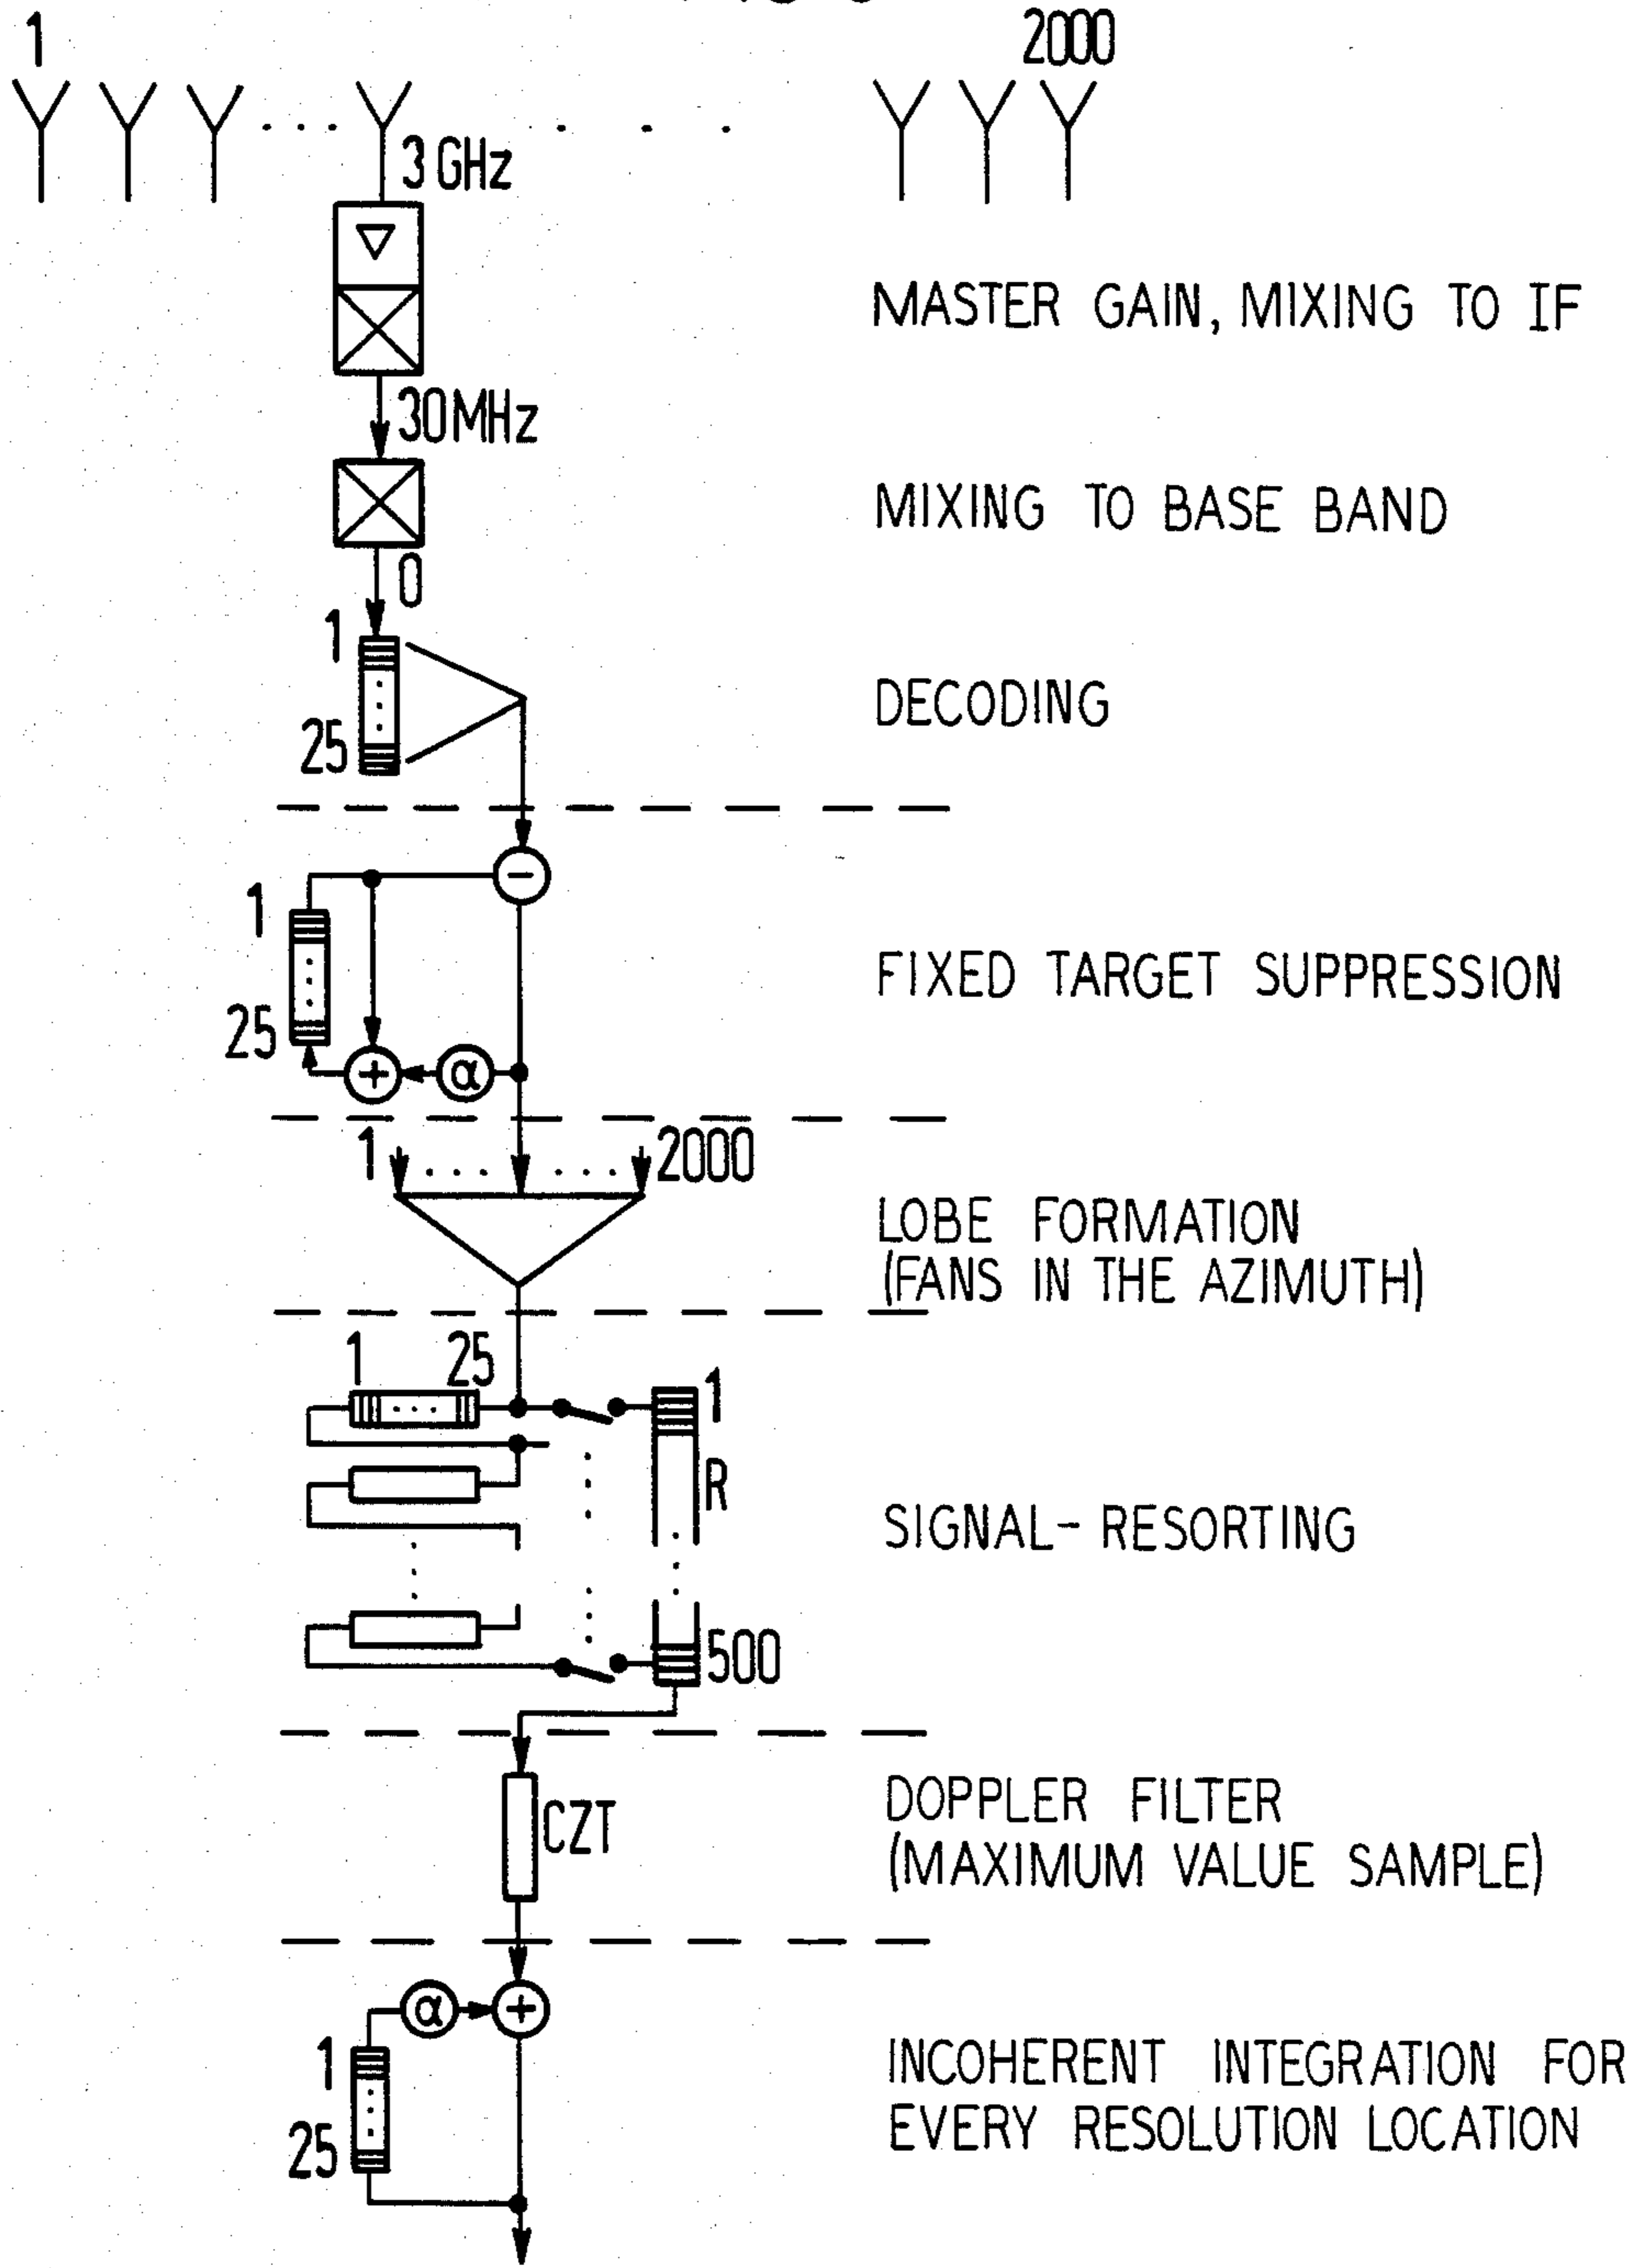 1
2000
3 GHz
MASTER GAIN, MIXING TO IF
30 MHz
MIXING TO BASE BAND
0
1
DECODING
25
−
1
FIXED TARGET SUPPRESSION
25
+
α
1
2000
LOBE FORMATION
(FANS IN THE AZIMUTH)
1
25
1
R
SIGNAL- RESORTING
500
DOPPLER FILTER
CZT
(MAXIMUM VALUE SAMPLE)
α
+
1
INCOHERENT INTEGRATION FOR
25
EVERY RESOLUTION LOCATION